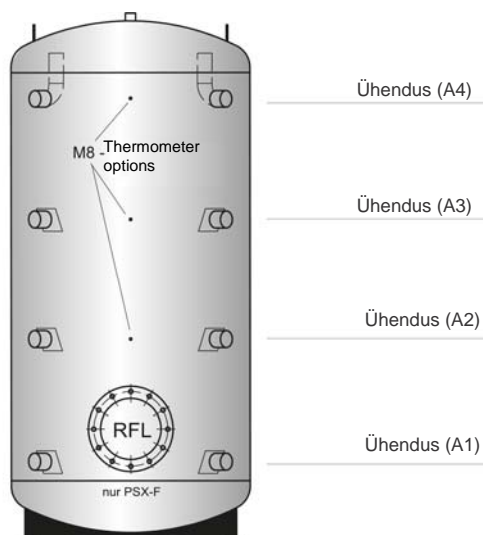 Ühendus (A4)
M8 -Thermometer
options
Ühendus (A3)
Ühendus (A2)
RFL
Ühendus (A1)
nur PSX-F